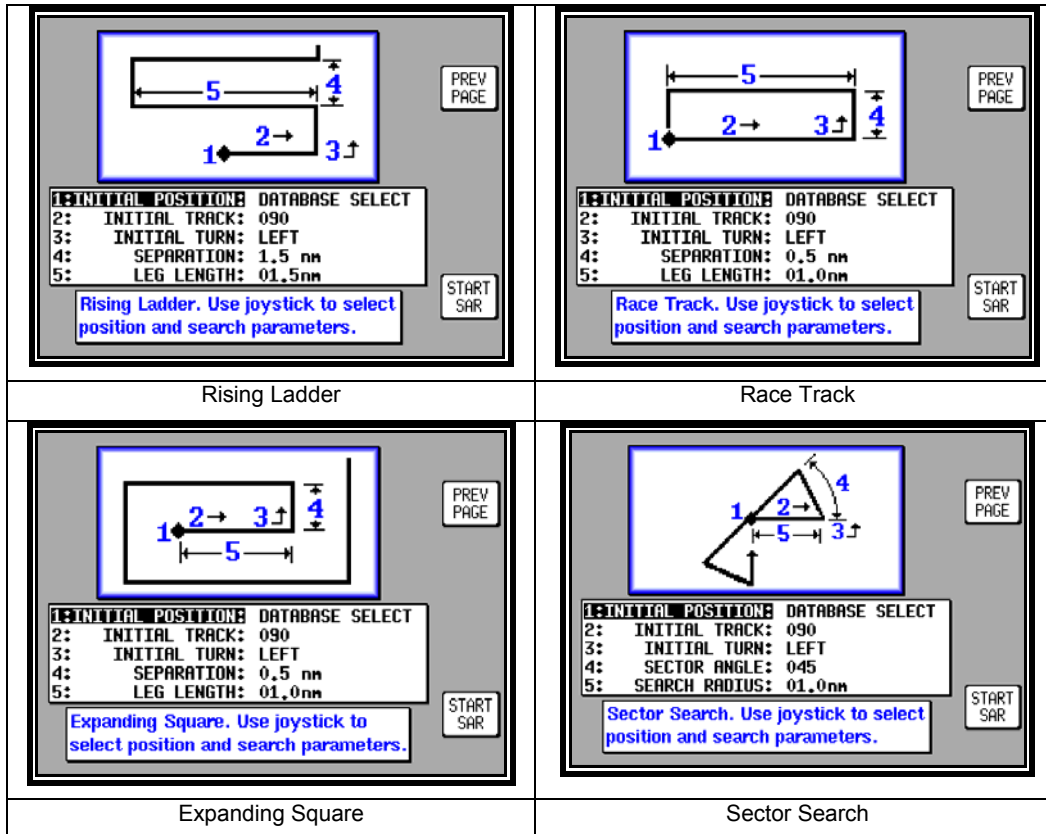 5
4
2→
1
3
PREV
PAGE
1:INITIAL POSITION: DATABASE SELECT
2: INITIAL TRACK: 090
3: INITIAL TURN: LEFT
4: SEPARATION: 1.5 nm
5: LEG LENGTH: 01.5nm
START
SAR
Rising Ladder. Use joystick to select
position and search parameters.
Rising Ladder
5
4
2→
3
1
PREV
PAGE
1:INITIAL POSITION: DATABASE SELECT
2: INITIAL TRACK: 090
3: INITIAL TURN: LEFT
4: SEPARATION: 0.5 nm
5: LEG LENGTH: 01.0nm
START
SAR
Race Track. Use joystick to select
position and search parameters.
Race Track
2→
3
4
1
5
PREV
PAGE
1:INITIAL POSITION: DATABASE SELECT
2: INITIAL TRACK: 090
3: INITIAL TURN: LEFT
4: SEPARATION: 0.5 nm
5: LEG LENGTH: 01.0nm
START
SAR
Expanding Square. Use joystick to
select position and search parameters.
Expanding Square
4
2→
1
5
3
PREV
PAGE
1:INITIAL POSITION: DATABASE SELECT
2: INITIAL TRACK: 090
3: INITIAL TURN: LEFT
4: SECTOR ANGLE: 045
5: SEARCH RADIUS: 01.0nm
START
SAR
Sector Search. Use joystick to select
position and search parameters.
Sector Search